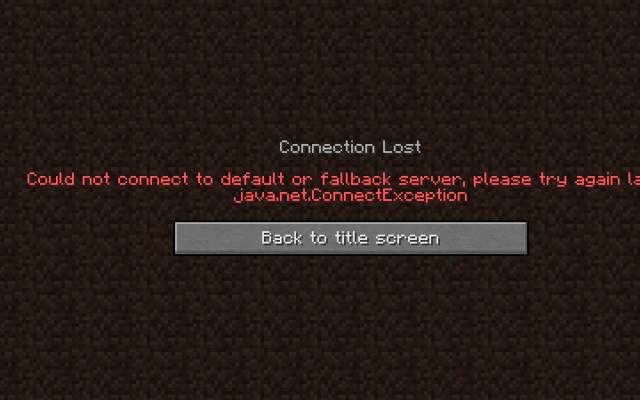 Connection Lost
Could not connect to default or fallback server, please try again
java.net.ConnectException
Back to title screen